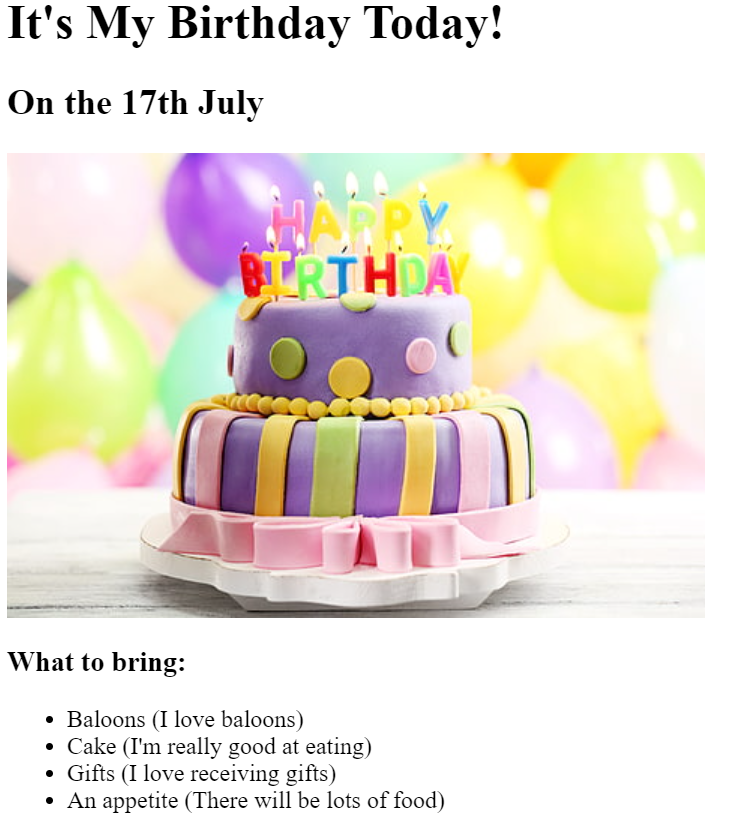 It's My Birthday Today!
On the 17th July
HAPPY
BIRTHDAY
What to bring:
Baloons (I love baloons)
Cake (I'm really good at eating)
Gifts (I love receiving gifts)
An appetite (There will be lots of food)